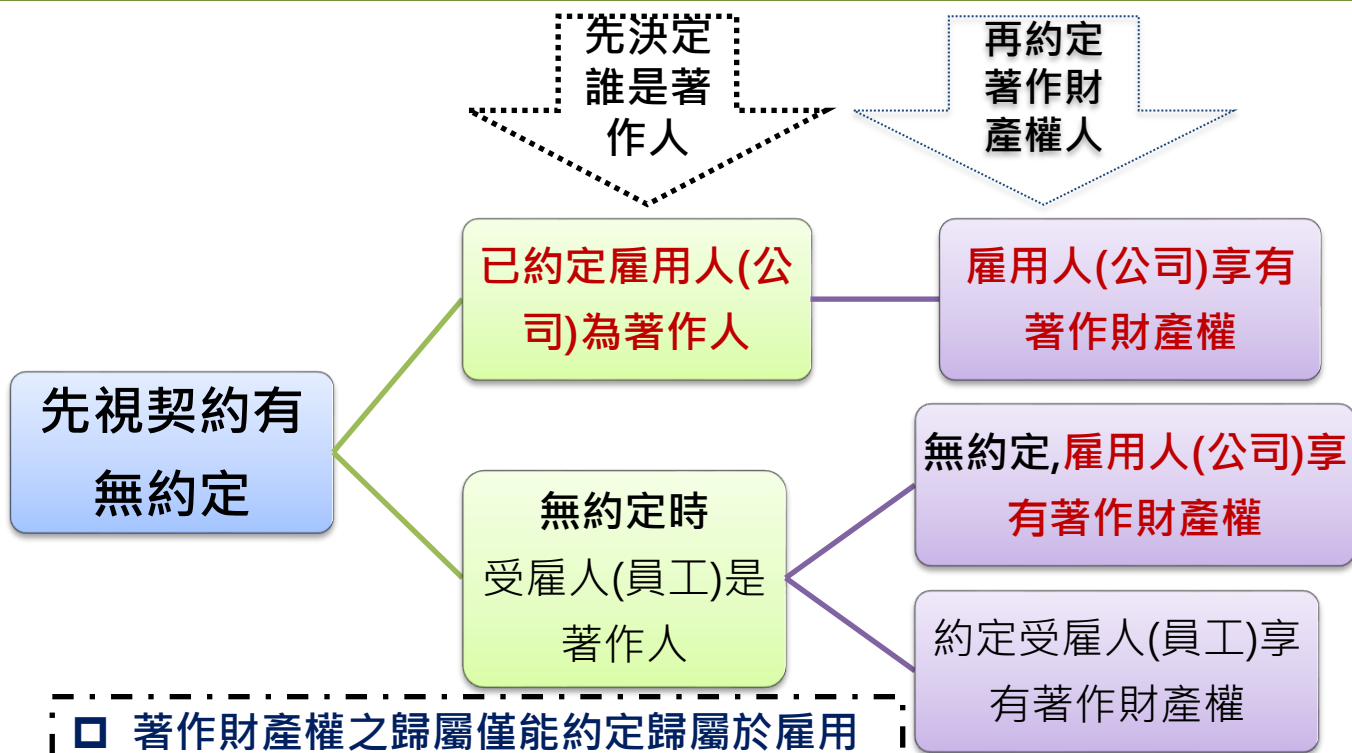 先決定
誰是著
作人
再約定
著作財
產權人
已約定雇用人(公
司)為著作人
雇用人(公司)享有
著作財產權
先視契約有
無約定
無約定,雇用人(公司)享
有著作財產權
無約定時
受雇人(員工)是
著作人
約定受雇人(員工)享
有著作財產權
著作財產權之歸屬僅能約定歸屬於雇用